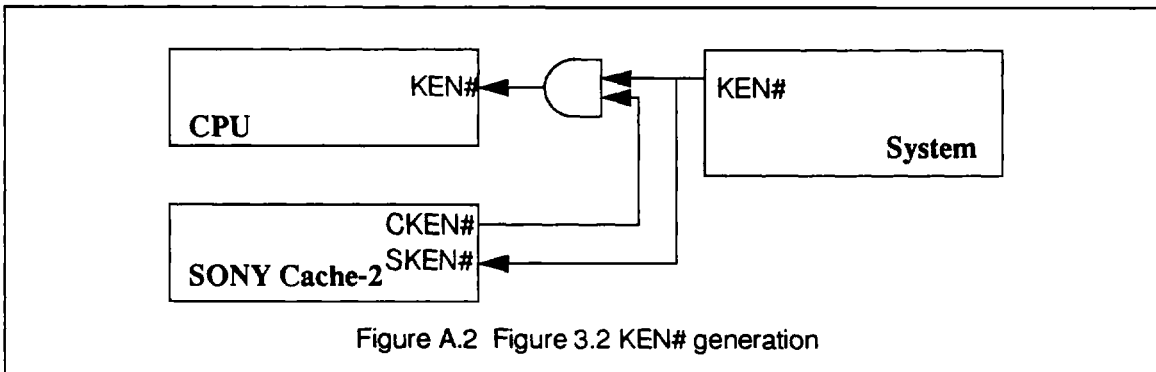 KEN#
KEN#
CPU
System
CKEN#
SKEN#
SONY Cache-2
Figure A.2 Figure 3.2 KEN# generation